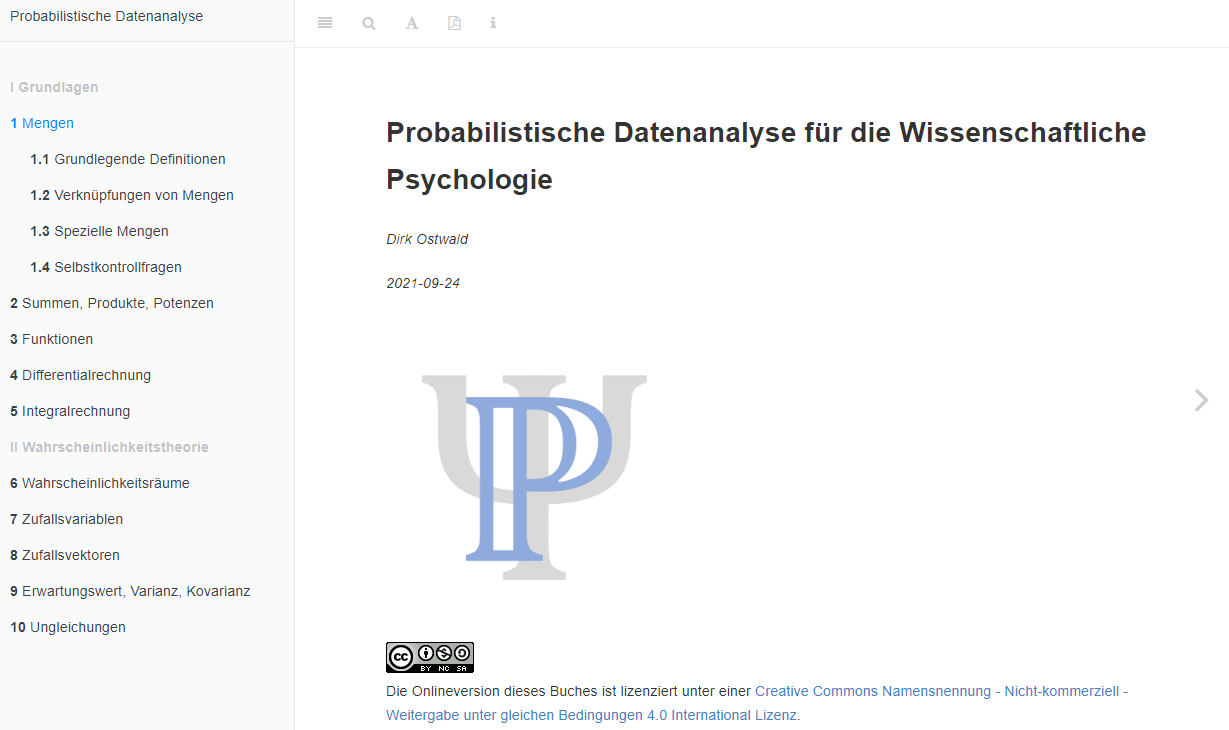 Probabilistische Datenanalyse
I Grundlagen
1 Mengen
1.1 Grundlegende Definitionen
1.2 Verknüpfungen von Mengen
1.3 Spezielle Mengen
1.4 Selbstkontrollfragen
2 Summen, Produkte, Potenzen
3 Funktionen
4 Differentialrechnung
5 Integralrechnung
II Wahrscheinlichkeitstheorie
6 Wahrscheinlichkeitsräume
7 Zufallsvariablen
8 Zufallsvektoren
9 Erwartungswert, Varianz, Kovarianz
10 Ungleichungen
Probabilistische Datenanalyse für die Wissenschaftliche
Psychologie
Dirk Ostwald
2021-09-24
ΨP
cc BY NC SA
Die Onlineversion dieses Buches ist lizenziert unter einer Creative Commons Namensnennung - Nicht-kommerziell -
Weitergabe unter gleichen Bedingungen 4.0 International Lizenz.